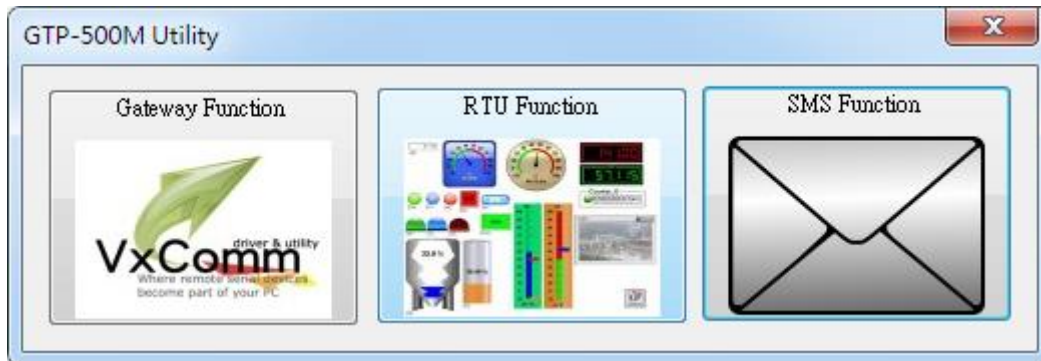 GTP-500M Utility
Gateway Function
VxComm
driver & utility
Where remote serial devices
become part of your PC
RTU Function
SMS Function